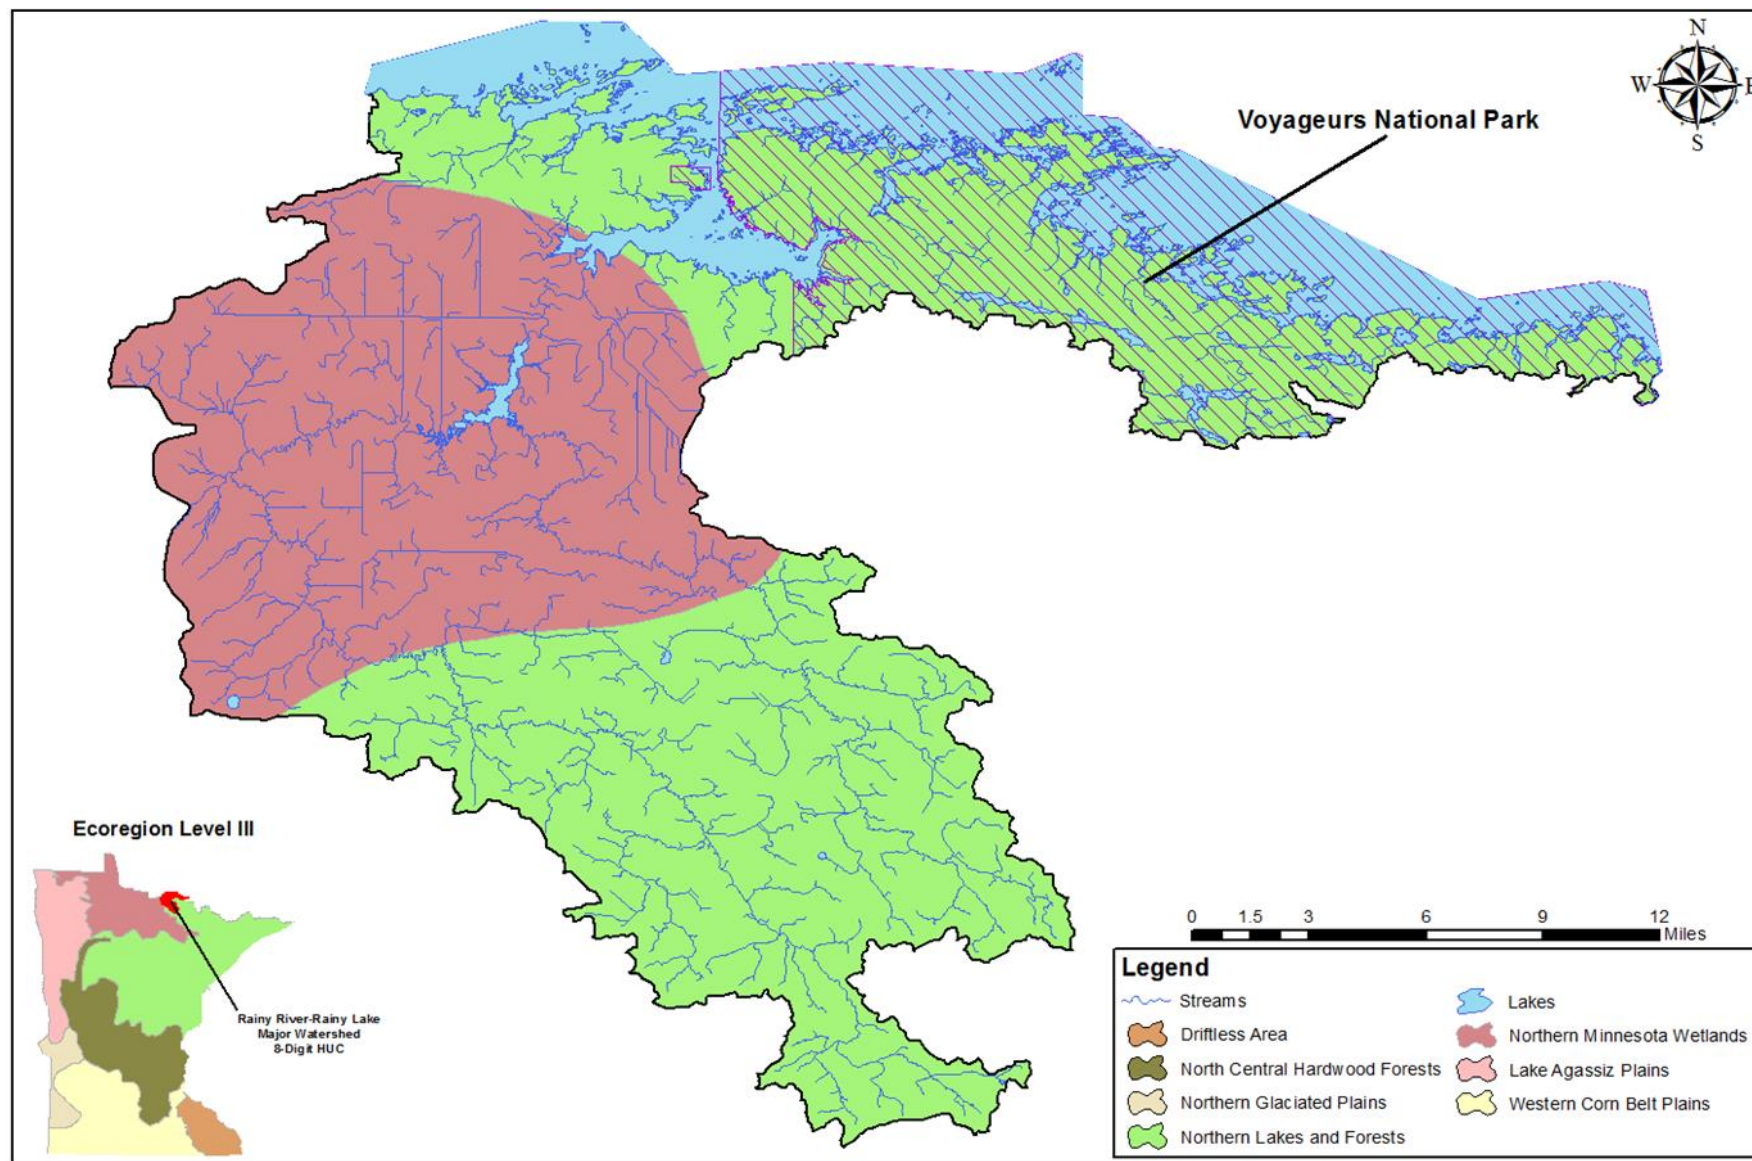 N
W
E
S
Voyageurs National Park
Ecoregion Level III
Rainy River-Rainy Lake
Major Watershed
8-Digit HUC
0 1.5 3 6 9 12
Miles
Legend
Streams
Driftless Area
North Central Hardwood Forests
Northern Glaciated Plains
Northern Lakes and Forests
Lakes
Northern Minnesota Wetlands
Lake Agassiz Plains
Western Corn Belt Plains